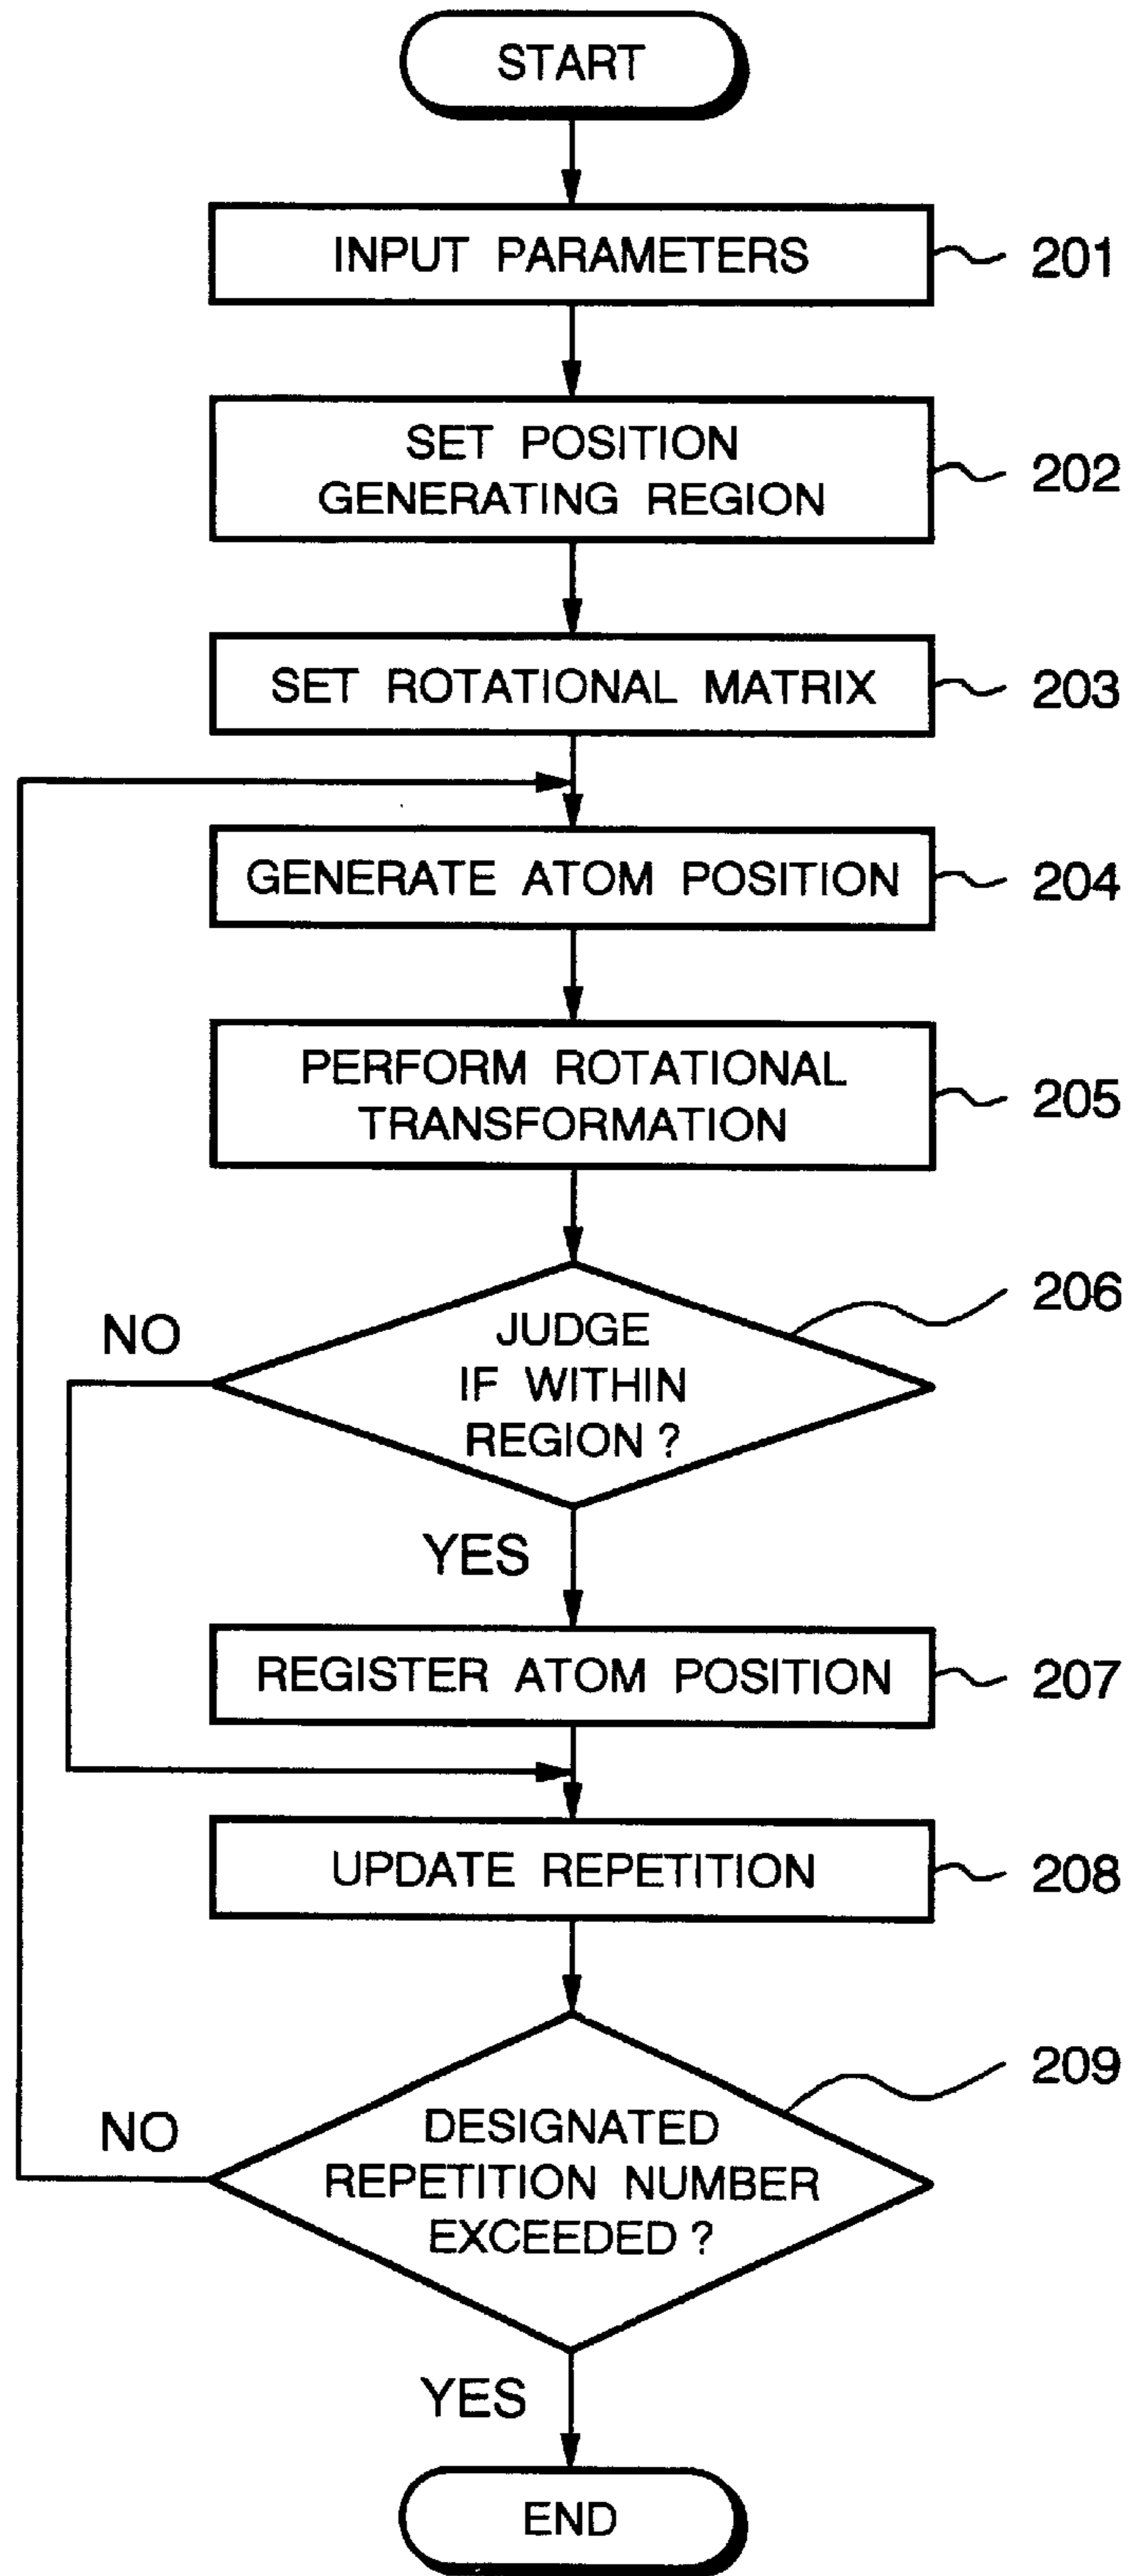 START
INPUT PARAMETERS
201
SET POSITION
GENERATING REGION
202
SET ROTATIONAL MATRIX
203
GENERATE ATOM POSITION
204
PERFORM ROTATIONAL
TRANSFORMATION
205
206
NO
JUDGE
IF WITHIN
REGION ?
YES
REGISTER ATOM POSITION
207
UPDATE REPETITION
208
209
NO
DESIGNATED
REPETITION NUMBER
EXCEEDED ?
YES
END